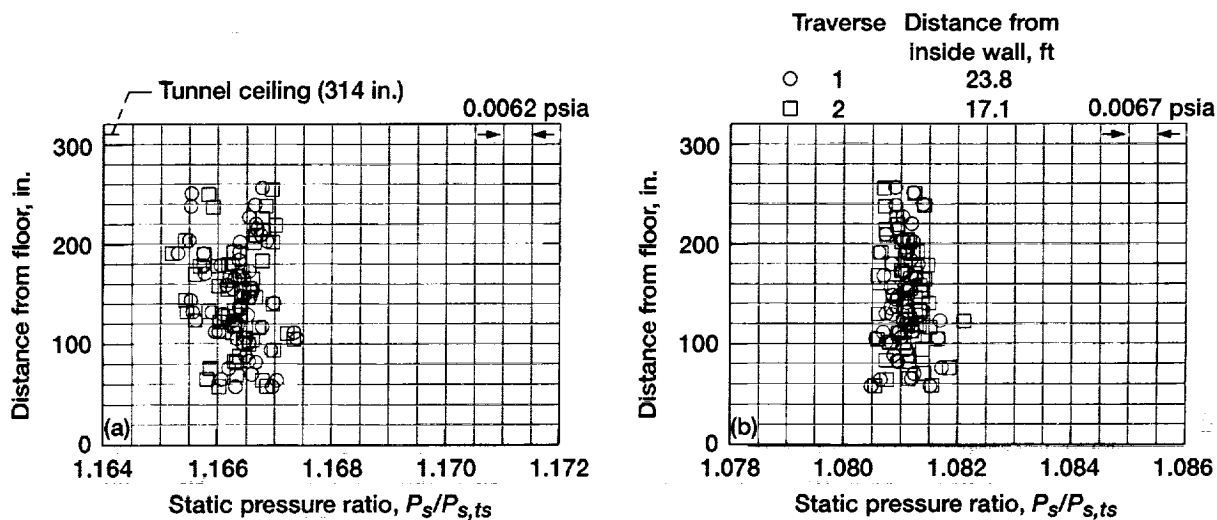 Traverse Distance from
inside wall, ft
1 23.8
2 17.1
Tunnel ceiling (314 in.)
0.0062 psia
0.0067 psia
300
200
100
0
Distance from floor, in.
(a)
1.164 1.166 1.168 1.170 1.172
Static pressure ratio, Ps/Ps,ts
300
200
100
0
Distance from floor, in.
(b)
1.078 1.080 1.082 1.084 1.086
Static pressure ratio, Ps/Ps,ts